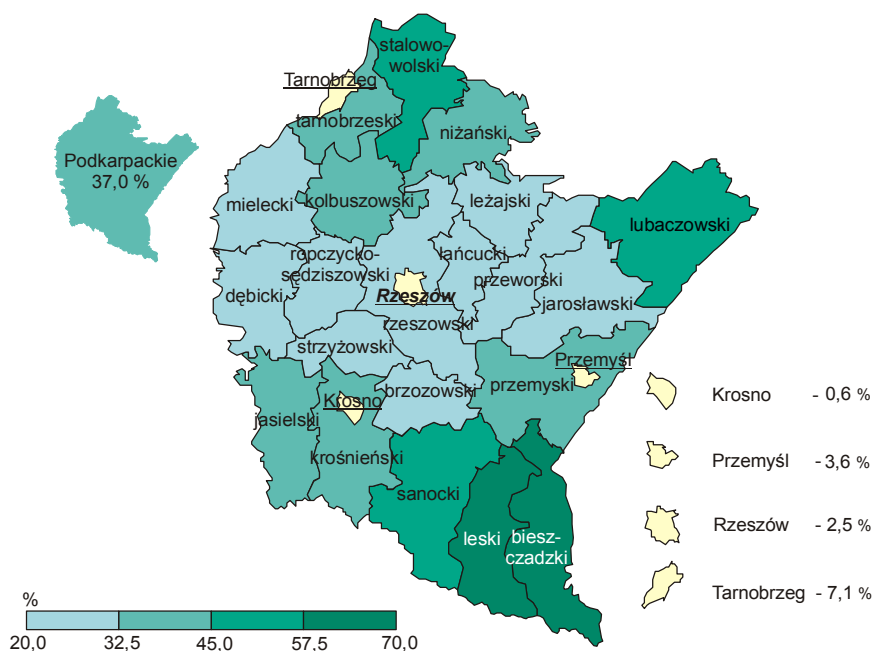 stalowo-
wolski
Tarnobrzeg
tarnobrzeski
niżański
Podkarpackie
37,0 %
mielecki
kolbuszowski
leżajski
lubaczowski
ropczycko-
sędziszowski
łańcucki
przeworski
dębicki
Rzeszów
jarosławski
rzeszowski
strzyżowski
Przemyśl
przemyski
brzozowski
Krosno
jasielski
krośnieński
sanocki
leski
biesz-
czadzki
Krosno - 0,6 %
Przemyśl - 3,6 %
Rzeszów - 2,5 %
Tarnobrzeg - 7,1 %
%
20,0 32,5 45,0 57,5 70,0